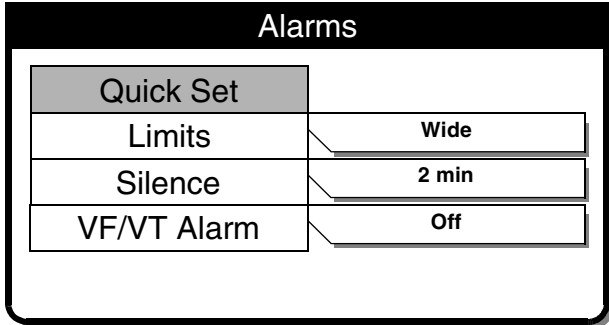 Alarms
Quick Set
Limits Wide
Silence 2 min
VF/VT Alarm Off